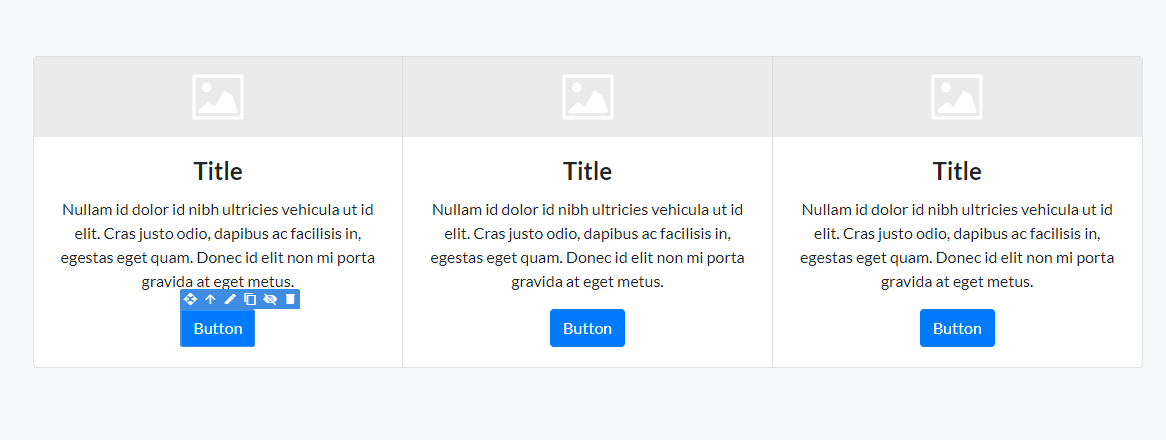 Title
Nullam id dolor id nibh ultricies vehicula ut id
elit. Cras justo odio, dapibus ac facilisis in,
egestas eget quam. Donec id elit non mi porta
gravida at eget metus.
Button
Title
Nullam id dolor id nibh ultricies vehicula ut id
elit. Cras justo odio, dapibus ac facilisis in,
egestas eget quam. Donec id elit non mi porta
gravida at eget metus.
Button
Title
Nullam id dolor id nibh ultricies vehicula ut id
elit. Cras justo odio, dapibus ac facilisis in,
egestas eget quam. Donec id elit non mi porta
gravida at eget metus.
Button